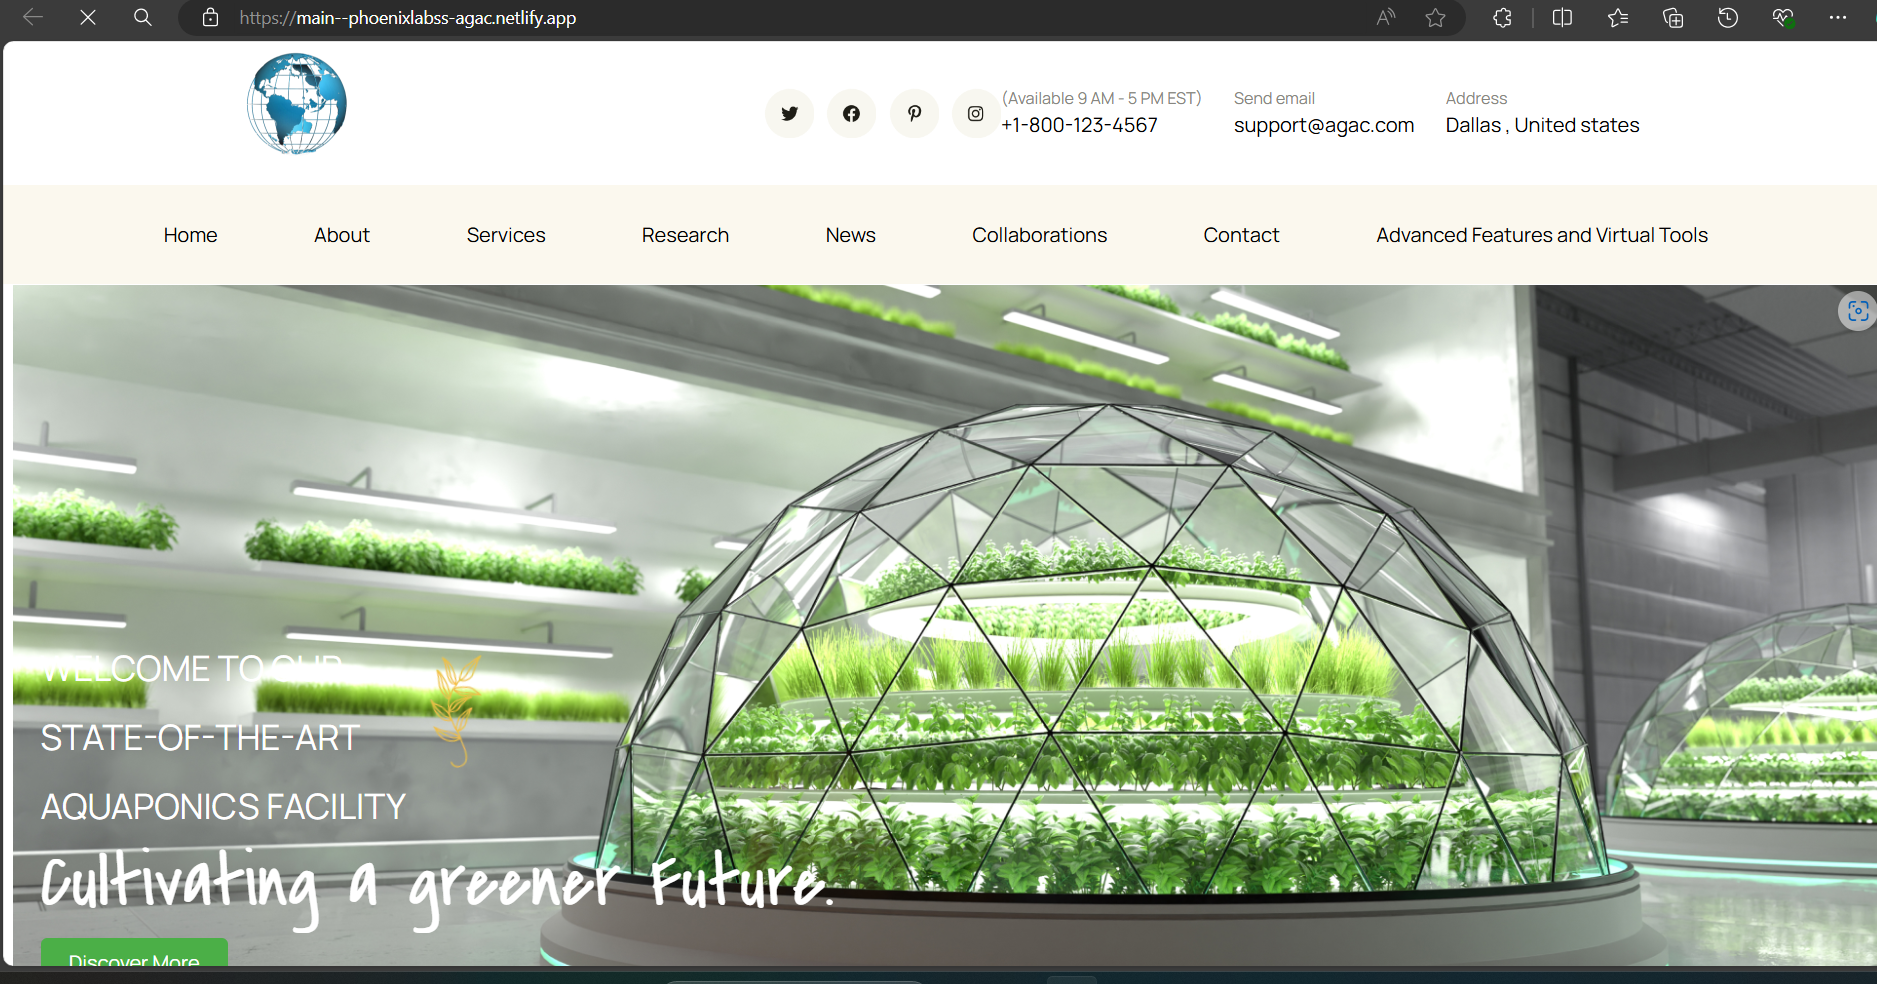 https://main--phoenixlabss-agac.netlify.app
(Available 9 AM - 5 PM EST)
+1-800-123-4567
Send email
support@agac.com
Address
Dallas , United states
Home
About
Services
Research
News
Collaborations
Contact
Advanced Features and Virtual Tools
WELCOME TO OUR
STATE-OF-THE-ART
AQUAPONICS FACILITY
Cultivating a greener Future.
Discover More